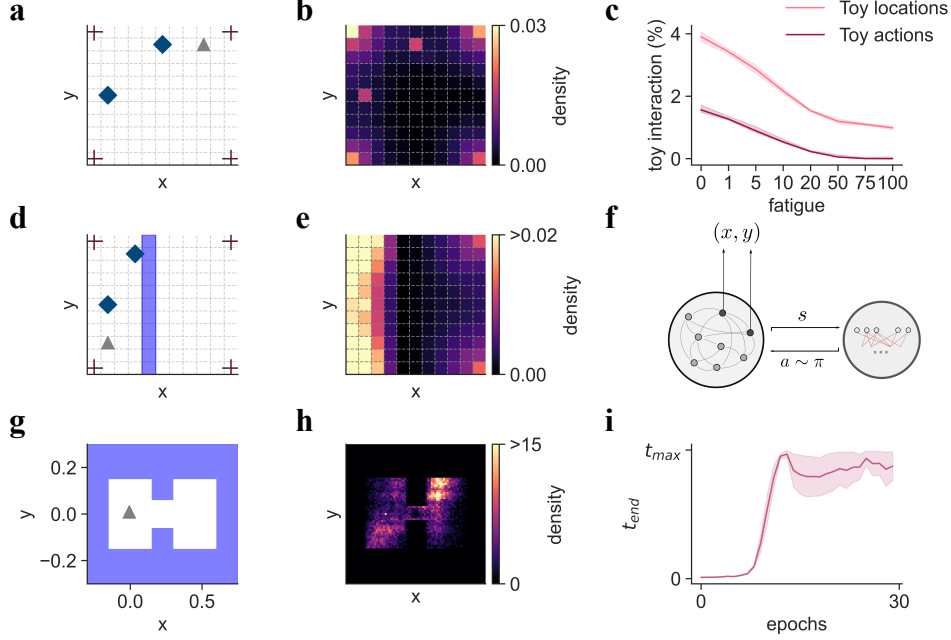 a
y
x
b
y
x
0.03
0.00
density
c
Toy locations
Toy actions
toy interaction (%)
4
2
0
0 1 5 10 20 50 75 100
fatigue
d
y
x
e
y
x
>0.02
0.00
density
f
(x, y)
s
a ∼ π
g
y
0.2
0.0
−0.2
0.0 0.5
x
h
y
x
>15
0
density
i
t_max
t_end
0
0 30
epochs